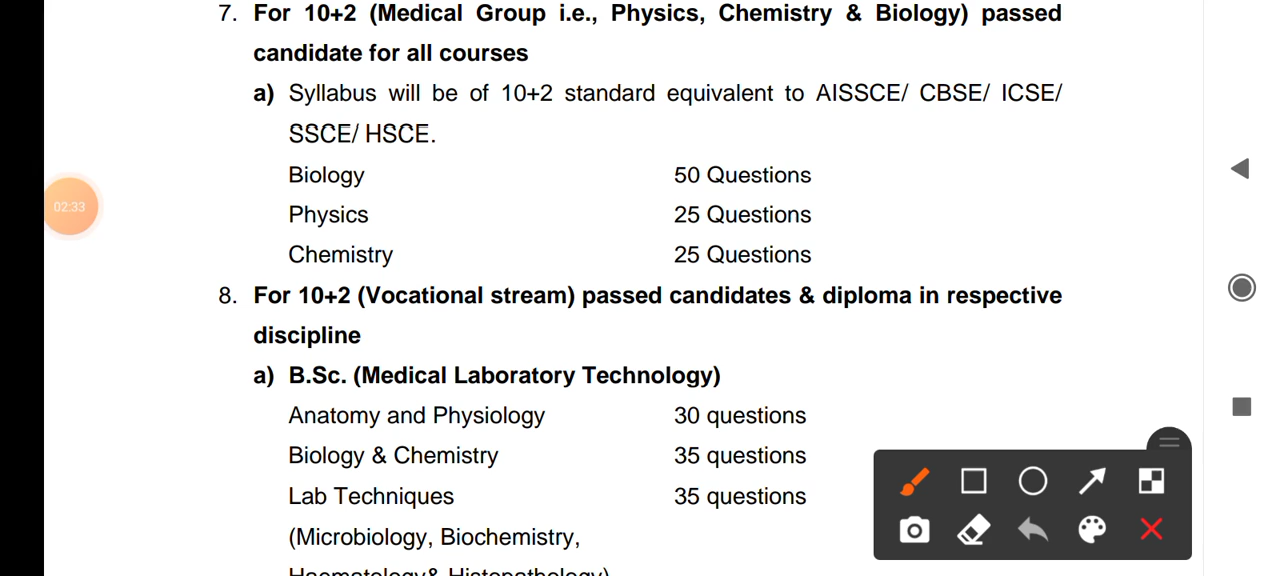 7. For 10+2 (Medical Group i.e., Physics, Chemistry & Biology) passed
candidate for all courses
a) Syllabus will be of 10+2 standard equivalent to AISSCE/ CBSE/ ICSE/
SSCE/ HSCE.
Biology 50 Questions
02:33
Physics 25 Questions
Chemistry 25 Questions
8. For 10+2 (Vocational stream) passed candidates & diploma in respective
discipline
a) B.Sc. (Medical Laboratory Technology)
Anatomy and Physiology 30 questions
Biology & Chemistry 35 questions
Lab Techniques 35 questions
(Microbiology, Biochemistry,
Haematology& Histopathology)